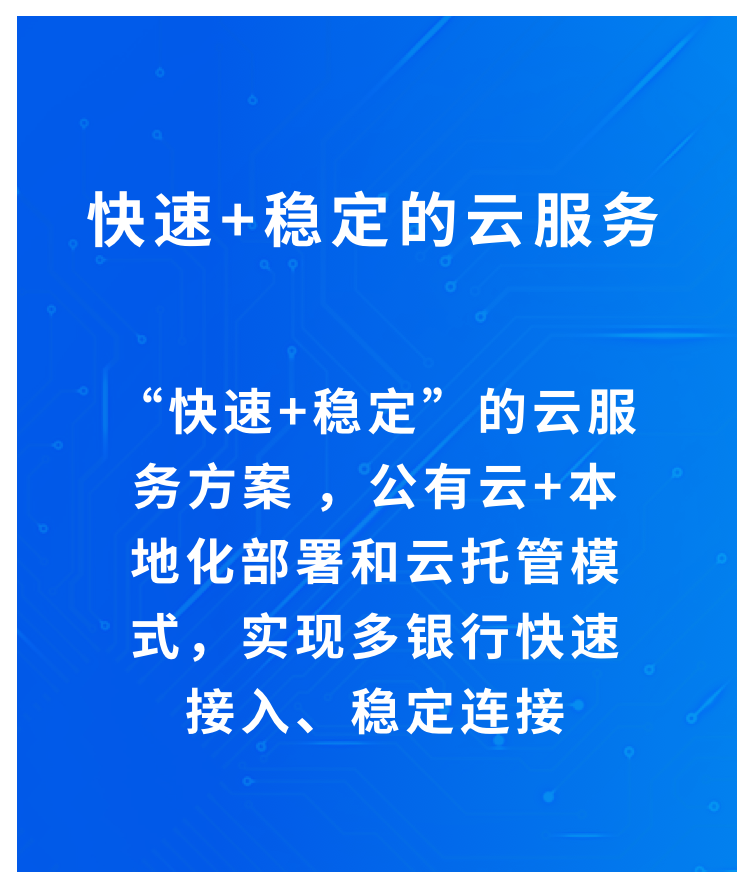 快速+稳定的云服务
“快速+稳定”的云服
务方案 ，公有云+本
地化部署和云托管模
式，实现多银行快速
接入、稳定连接